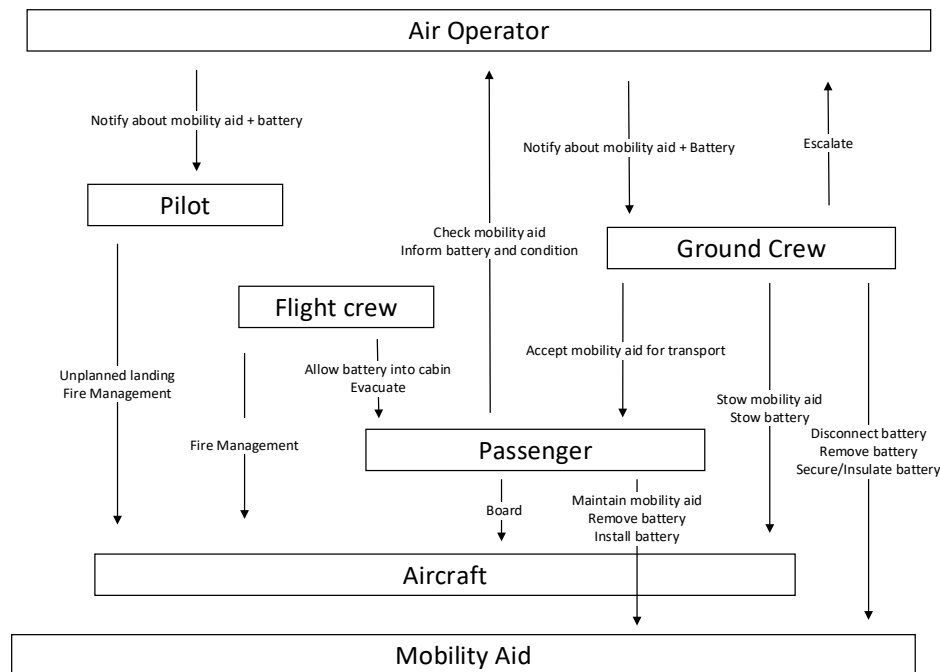 Air Operator
Notify about mobility aid + battery
Notify about mobility aid + Battery
Escalate
Pilot
Check mobility aid
Inform battery and condition
Ground Crew
Flight crew
Accept mobility aid for transport
Allow battery into cabin
Evacuate
Unplanned landing
Fire Management
Stow mobility aid
Stow battery
Disconnect battery
Remove battery
Secure/Insulate battery
Fire Management
Passenger
Board
Maintain mobility aid
Remove battery
Install battery
Aircraft
Mobility Aid